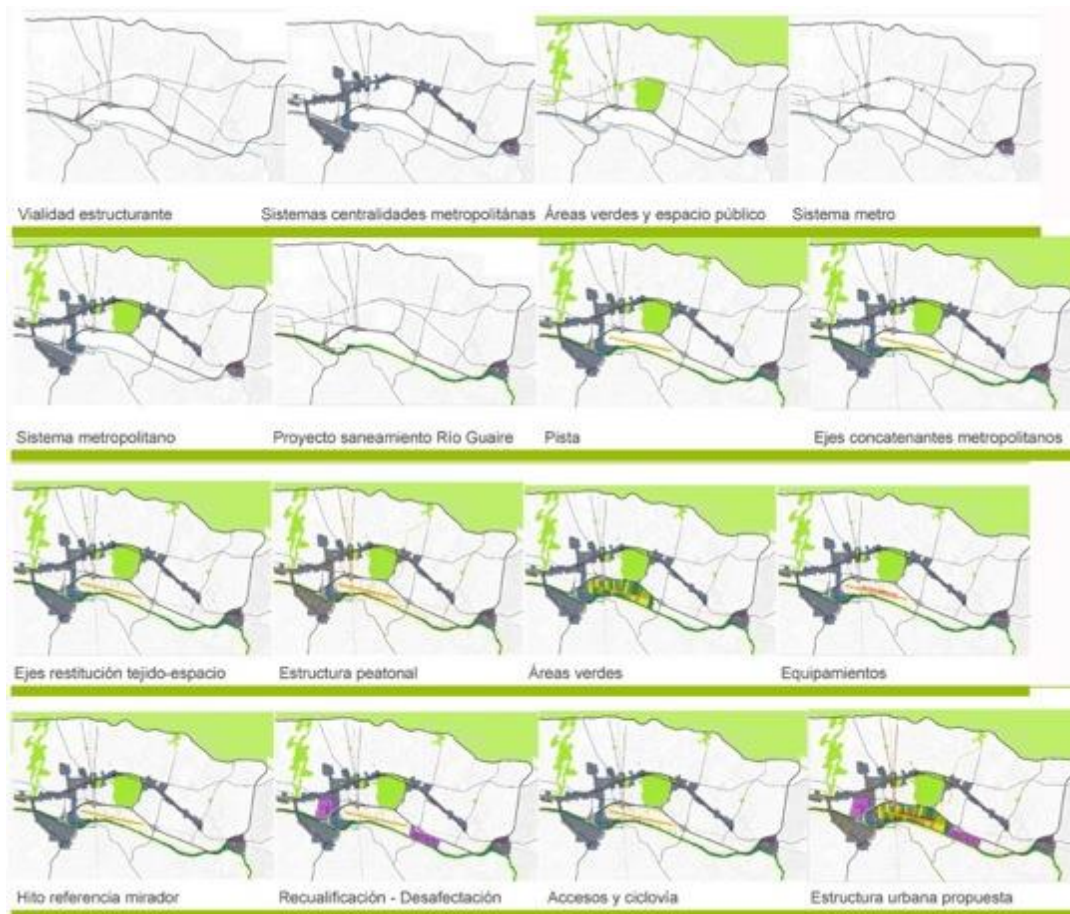 Vialidad estructurante
Sistemas centralidades metropolitánas
Áreas verdes y espacio público
Sistema metro
Sistema metropolitano
Proyecto saneamiento Río Guaire
Pista
Ejes concatenantes metropolitanos
Ejes restitución tejido-espacio
Estructura peatonal
Áreas verdes
Equipamientos
Hito referencia mirador
Recualificación - Desafectación
Accesos y ciclovía
Estructura urbana propuesta